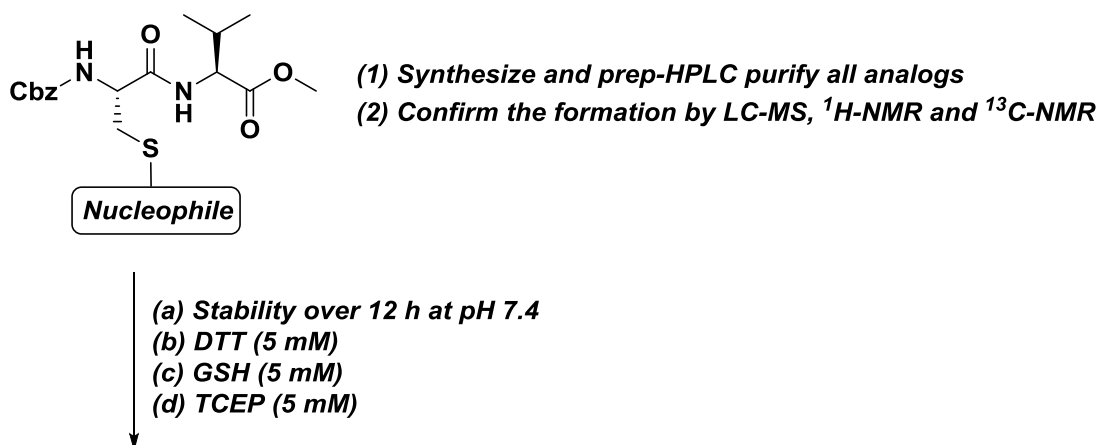 H
N
Cbz
O
N
H
O
O
S
Nucleophile
(1) Synthesize and prep-HPLC purify all analogs
(2) Confirm the formation by LC-MS, ¹H-NMR and ¹³C-NMR
(a) Stability over 12 h at pH 7.4
(b) DTT (5 mM)
(c) GSH (5 mM)
(d) TCEP (5 mM)